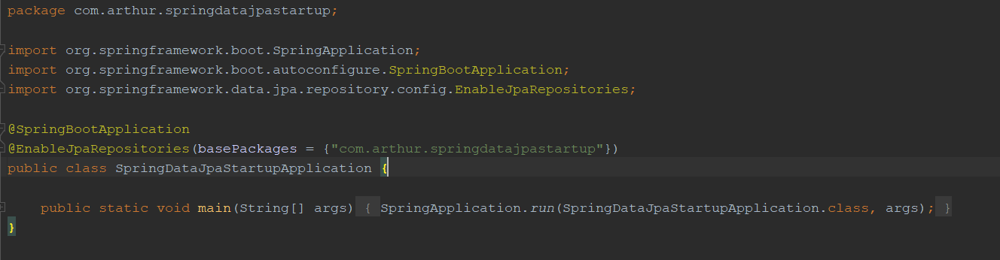 package com.arthur.springdatajpastartup;
import org.springframework.boot.SpringApplication;
import org.springframework.boot.autoconfigure.SpringBootApplication;
import org.springframework.data.jpa.repository.config.EnableJpaRepositories;
@SpringBootApplication
@EnableJpaRepositories(basePackages = {"com.arthur.springdatajpastartup"})
public class SpringDataJpaStartupApplication {
public static void main(String[] args) { SpringApplication.run(SpringDataJpaStartupApplication.class, args); }
}